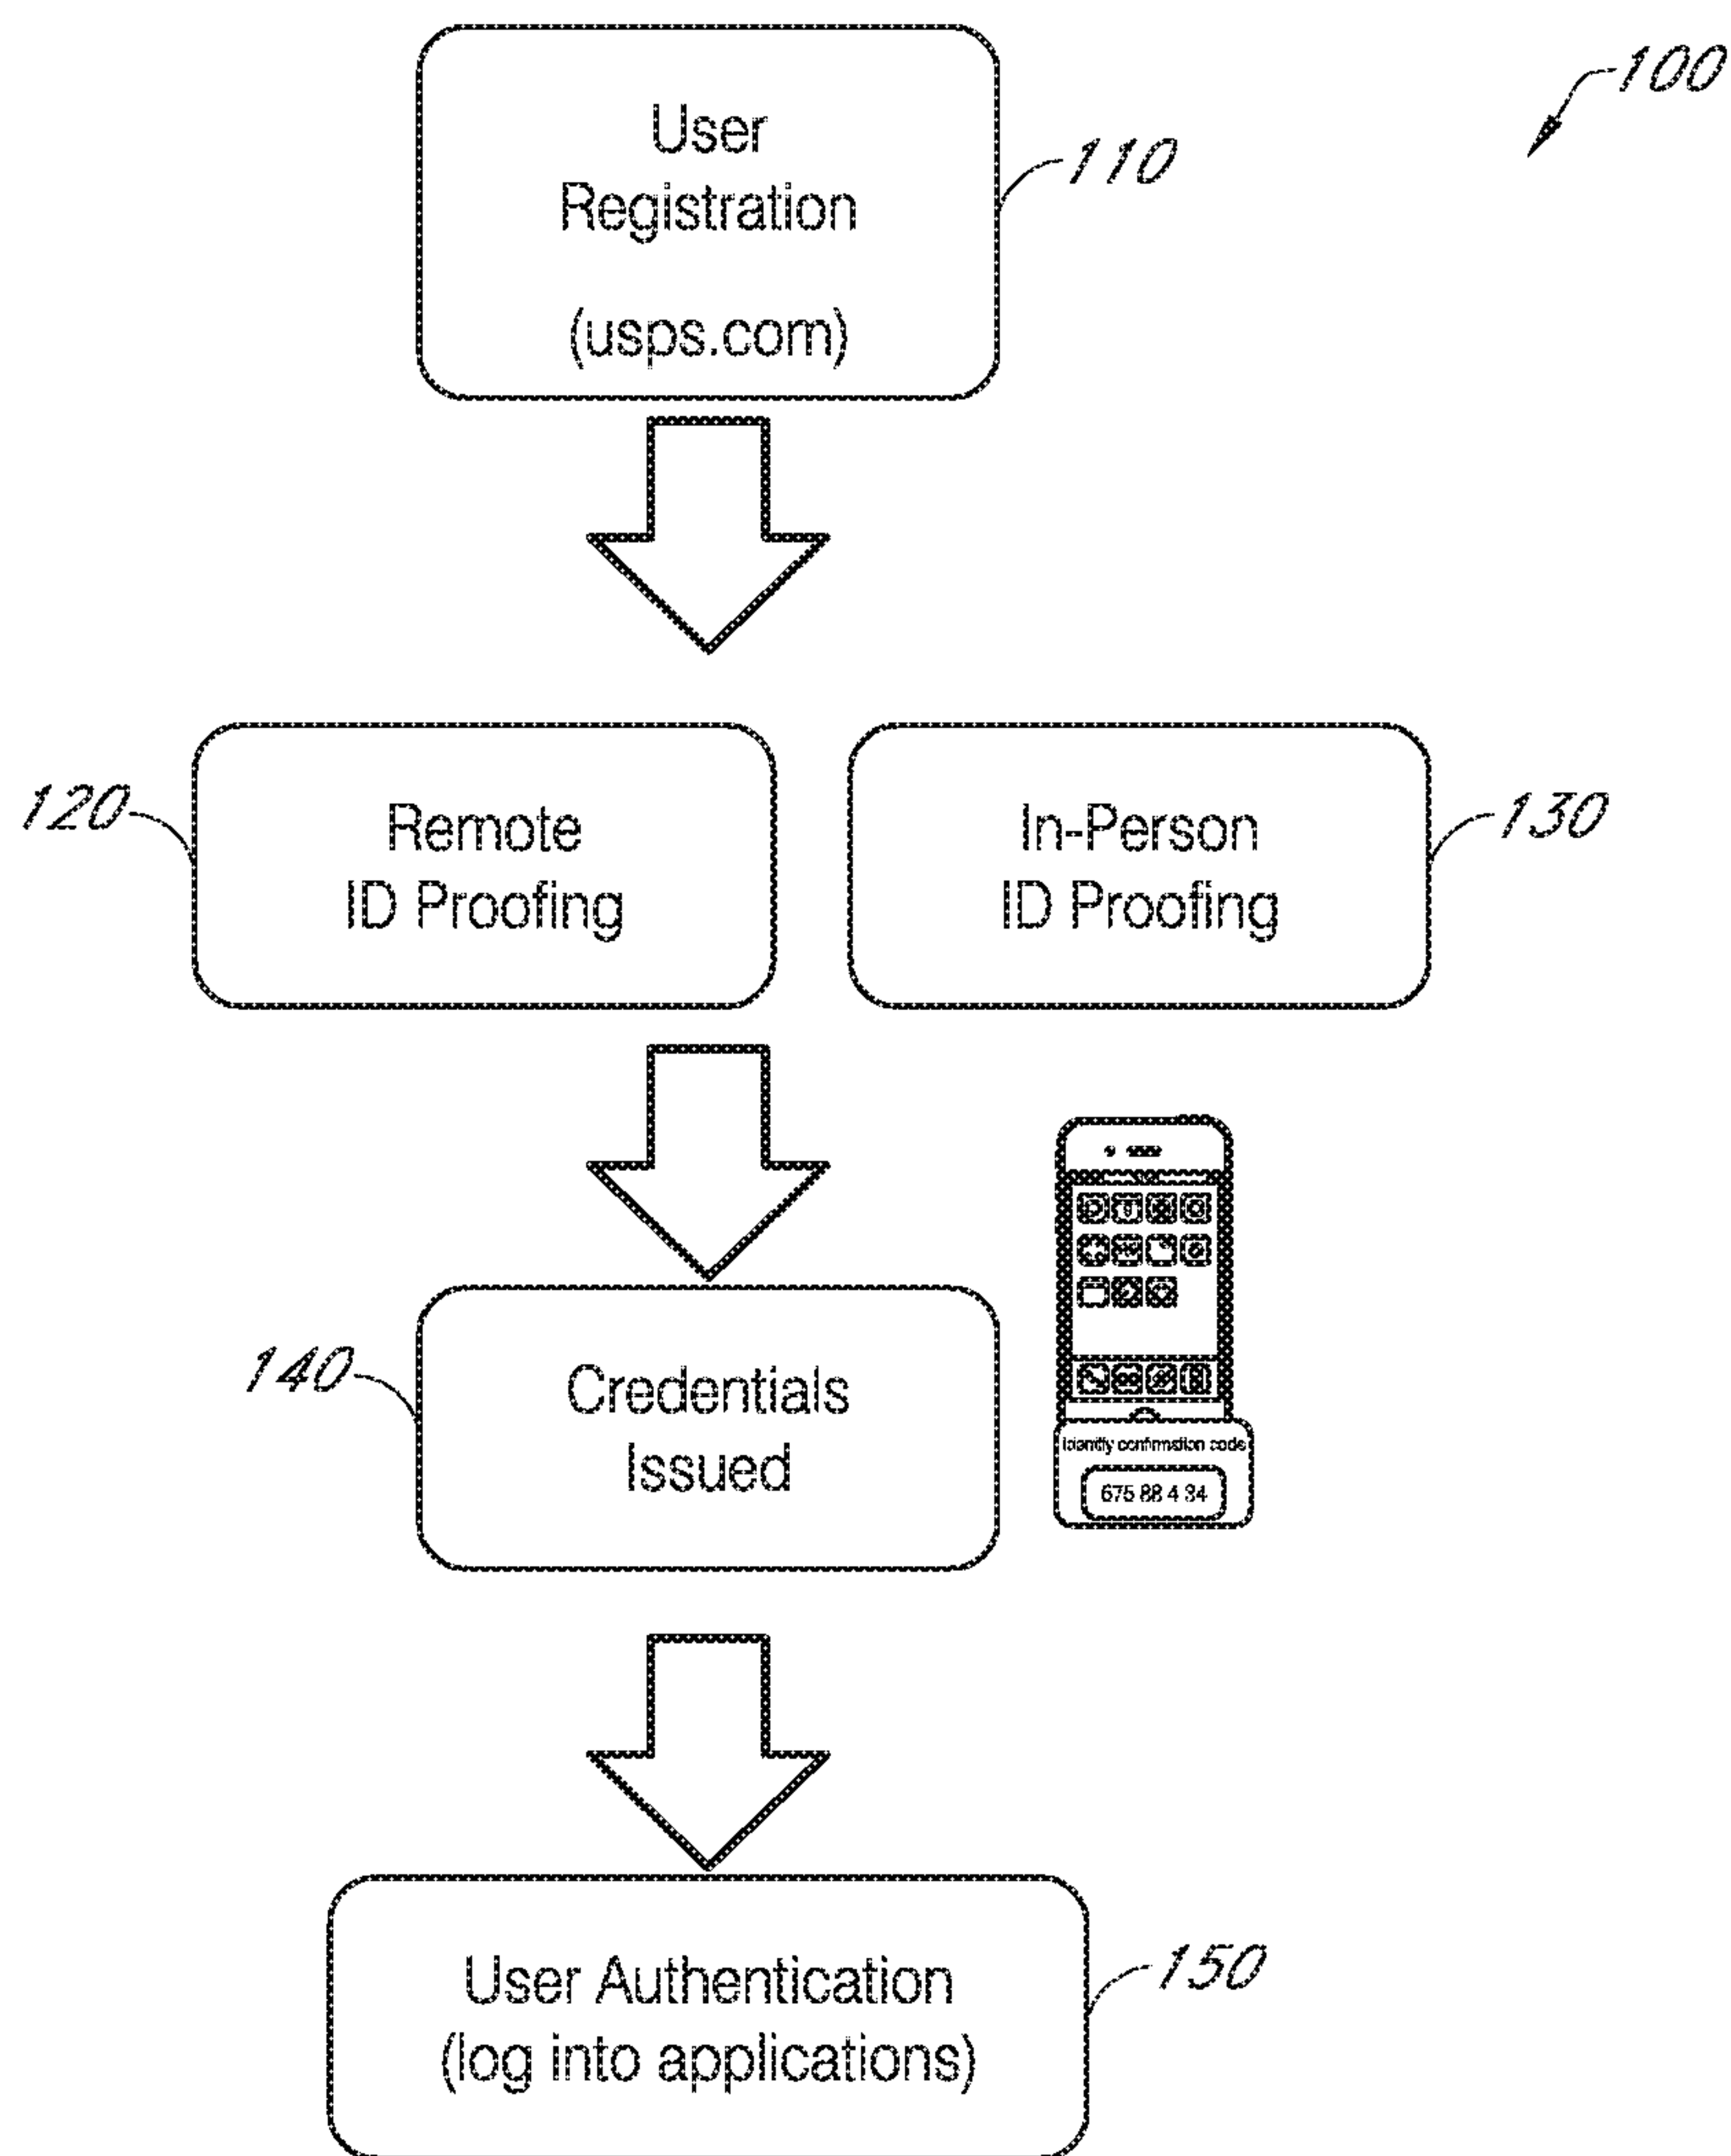 100
User
Registration
(usps.com)
110
120
Remote
ID Proofing
In-Person
ID Proofing
130
140
Credentials
Issued
Identity confirmation code
675 88 4 34
User Authentication
(log into applications)
150